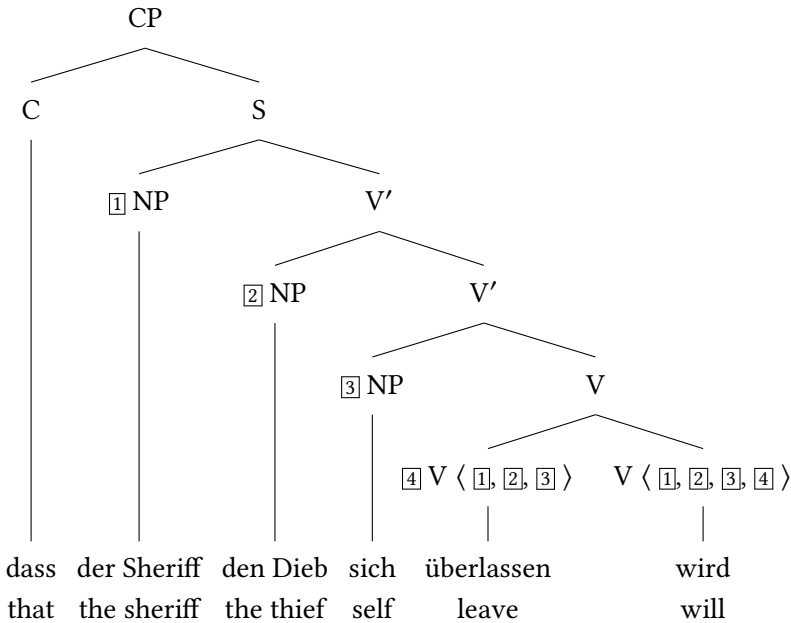 CP
C S
1 NP V′
2 NP V′
3 NP V
4 V ⟨ 1, 2, 3 ⟩ V ⟨ 1, 2, 3, 4 ⟩
dass der Sheriff den Dieb sich überlassen wird
that the sheriff the thief self leave will